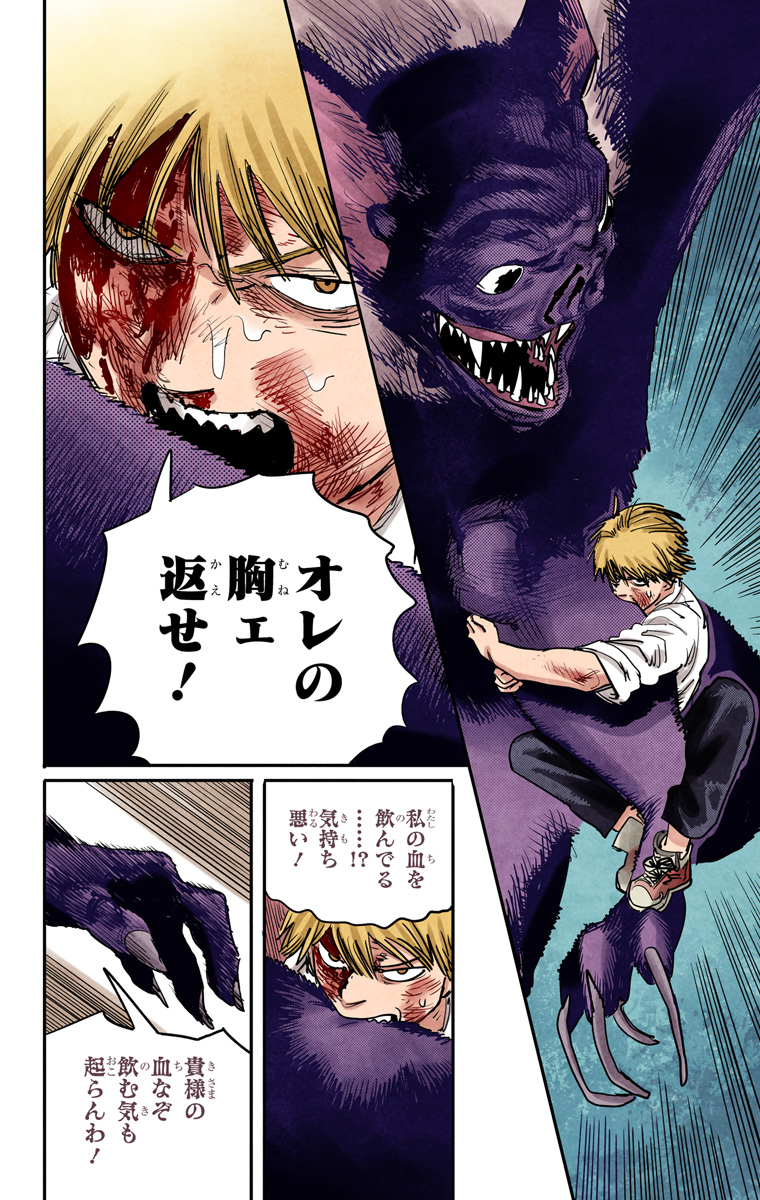 オレの
胸ェ
返せ！
私の血を
飲んでる
……!?
気持ち
悪い！
貴様の
血なぞ
飲む気も
起らんわ！